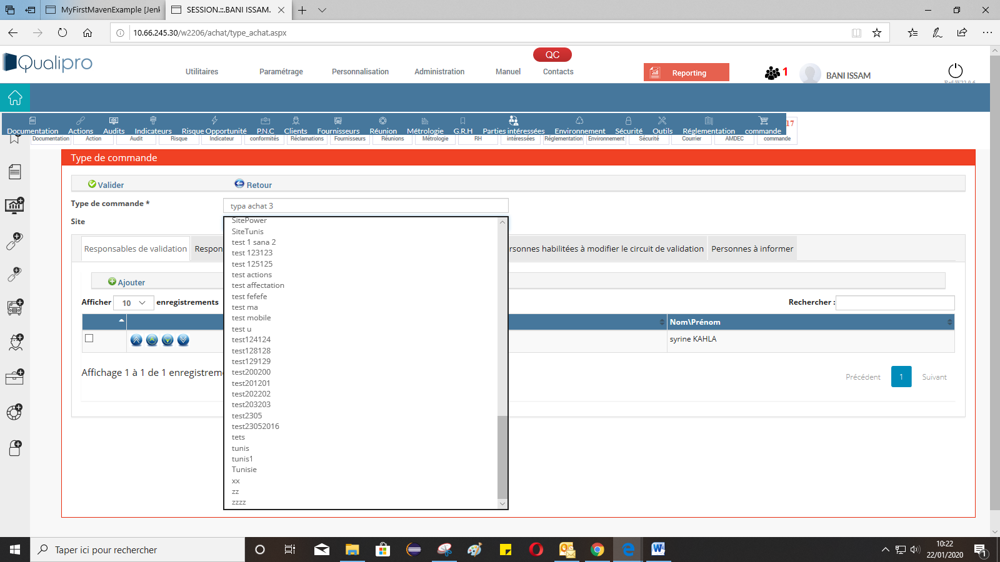 MyFirstMavenExample [Jenk
SESSION.::.BANI ISSAM.
10.66.245.30/w2206/achat/type_achat.aspx
Qualipro
QC
Utilitaires Paramétrage Personnalisation Administration Manuel Contacts
Reporting
1
BANI ISSAM
Documentation Actions Audits Indicateurs Risque Opportunité P.N.C Clients Fournisseurs Réunion Métrologie G.R.H Parties intéressées Environnement Sécurité Outils Réglementation commande
17
Documentation Action Audit Risque Indicateur conformités Réclamations Fournisseurs Réunions Métrologie RH intéressées Réglementation Environnement Sécurité Courrier AMDEC commande
Type de commande
Valider Retour
Type de commande * typa achat 3
Site
SitePower
SiteTunis
test 1 sana 2
test 123123
test 125125
test actions
test affectation
test fefefe
test ma
test mobile
test u
test124124
test128128
test129129
test200200
test201201
test202202
test203203
test2305
test23052016
tets
tunis
tunis1
Tunisie
xx
zz
zzzz
Responsables de validation Respon rsonnes habilitées à modifier le circuit de validation Personnes à informer
Ajouter
Afficher 10 enregistrements Rechercher :
Nom\Prénom
syrine KAHLA
Affichage 1 à 1 de 1 enregistreme
Précédent 1 Suivant
Taper ici pour rechercher
10:22
22/01/2020
1